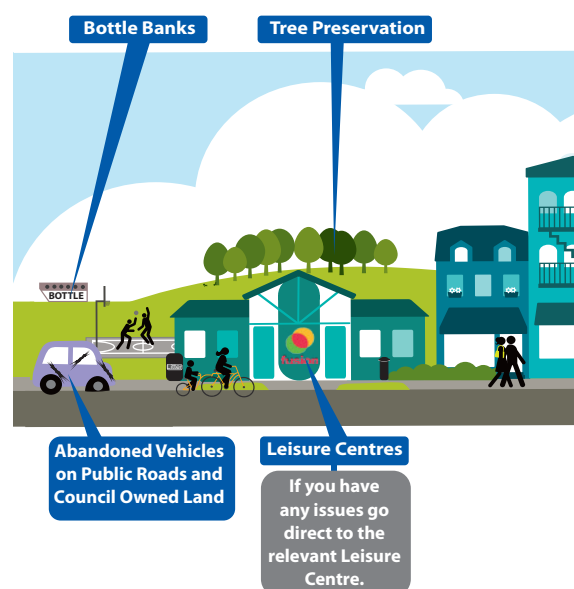 Bottle Banks
Tree Preservation
BOTTLE
Abandoned Vehicles
on Public Roads and
Council Owned Land
Leisure Centres
If you have
any issues go
direct to the
relevant Leisure
Centre.